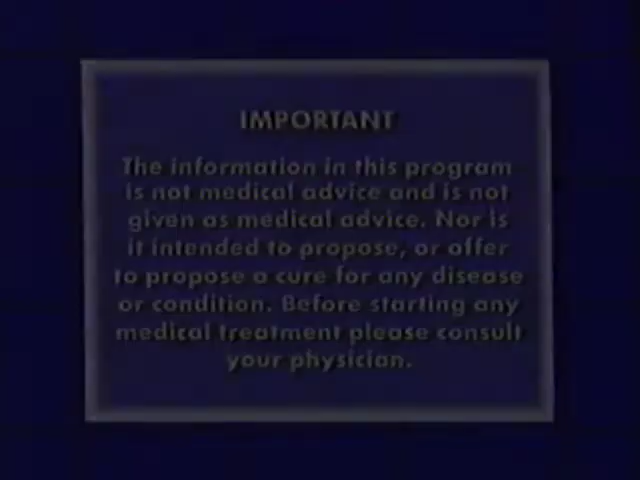 IMPORTANT
The information in this program
is not medical advice and is not
given as medical advice. Nor is
it intended to propose, or offer
to propose a cure for any disease
or condition. Before starting any
medical treatment please consult
your physician.